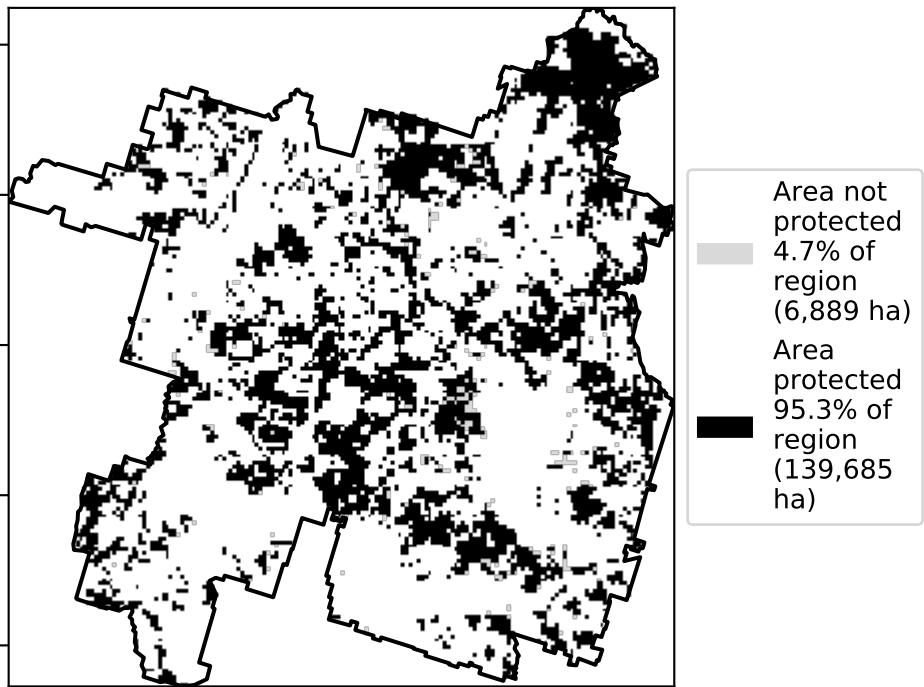 Area not
protected
4.7% of
region
(6,889 ha)
Area
protected
95.3% of
region
(139,685
ha)